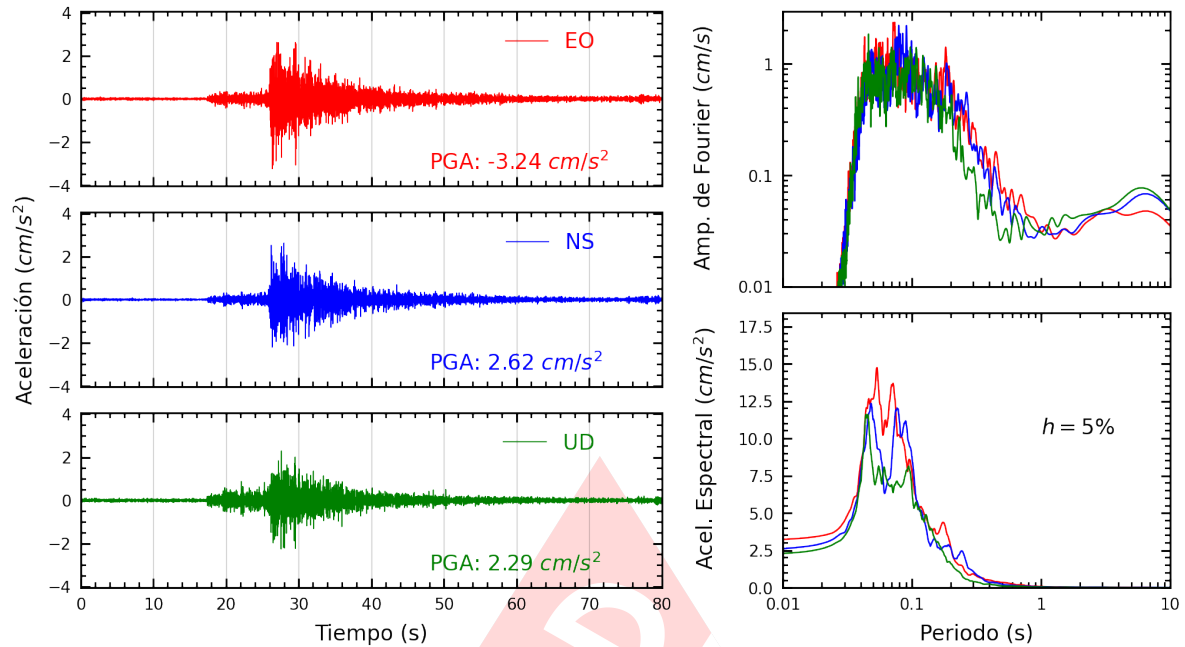 Aceleración (cm/s²)
4
2
0
−2
−4
EO
PGA: -3.24 cm/s²
4
2
0
−2
−4
NS
PGA: 2.62 cm/s²
4
2
0
−2
−4
UD
PGA: 2.29 cm/s²
0 10 20 30 40 50 60 70 80
Tiempo (s)
Amp. de Fourier (cm/s)
1
0.1
0.01
Acel. Espectral (cm/s²)
17.5
15.0
12.5
10.0
7.5
5.0
2.5
0.0
h = 5%
0.01 0.1 1 10
Periodo (s)